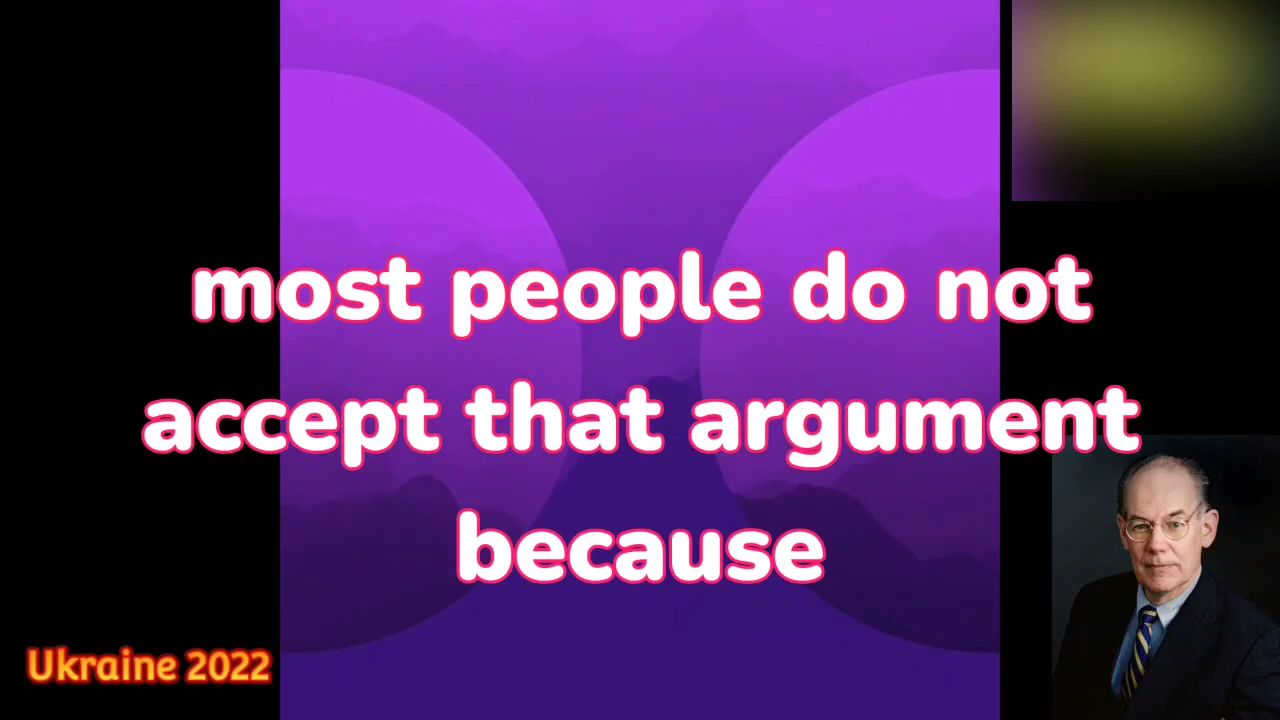 most people do not
accept that argument
because
Ukraine 2022